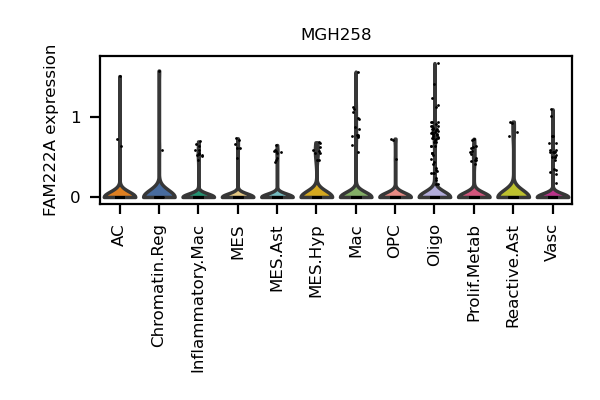 MGH258
FAM222A expression
1
0
AC
Chromatin.Reg
Inflammatory.Mac
MES
MES.Ast
MES.Hyp
Mac
OPC
Oligo
Prolif.Metab
Reactive.Ast
Vasc